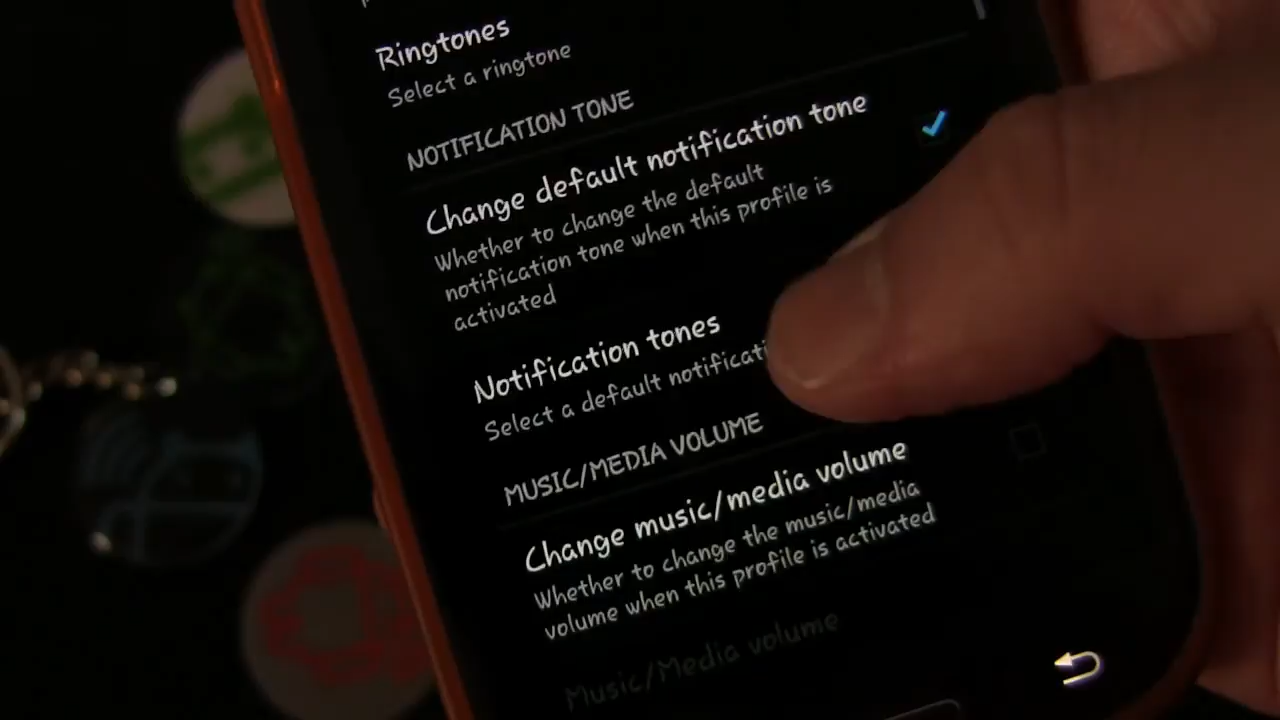 Ringtones
Select a ringtone
NOTIFICATION TONE
Change default notification tone
Whether to change the default
notification tone when this profile is
activated
Notification tones
Select a default
MUSIC/MEDIA VOLUME
Change music/media volume
Whether to change the music/media
volume when this profile is activated
Music/Media volume